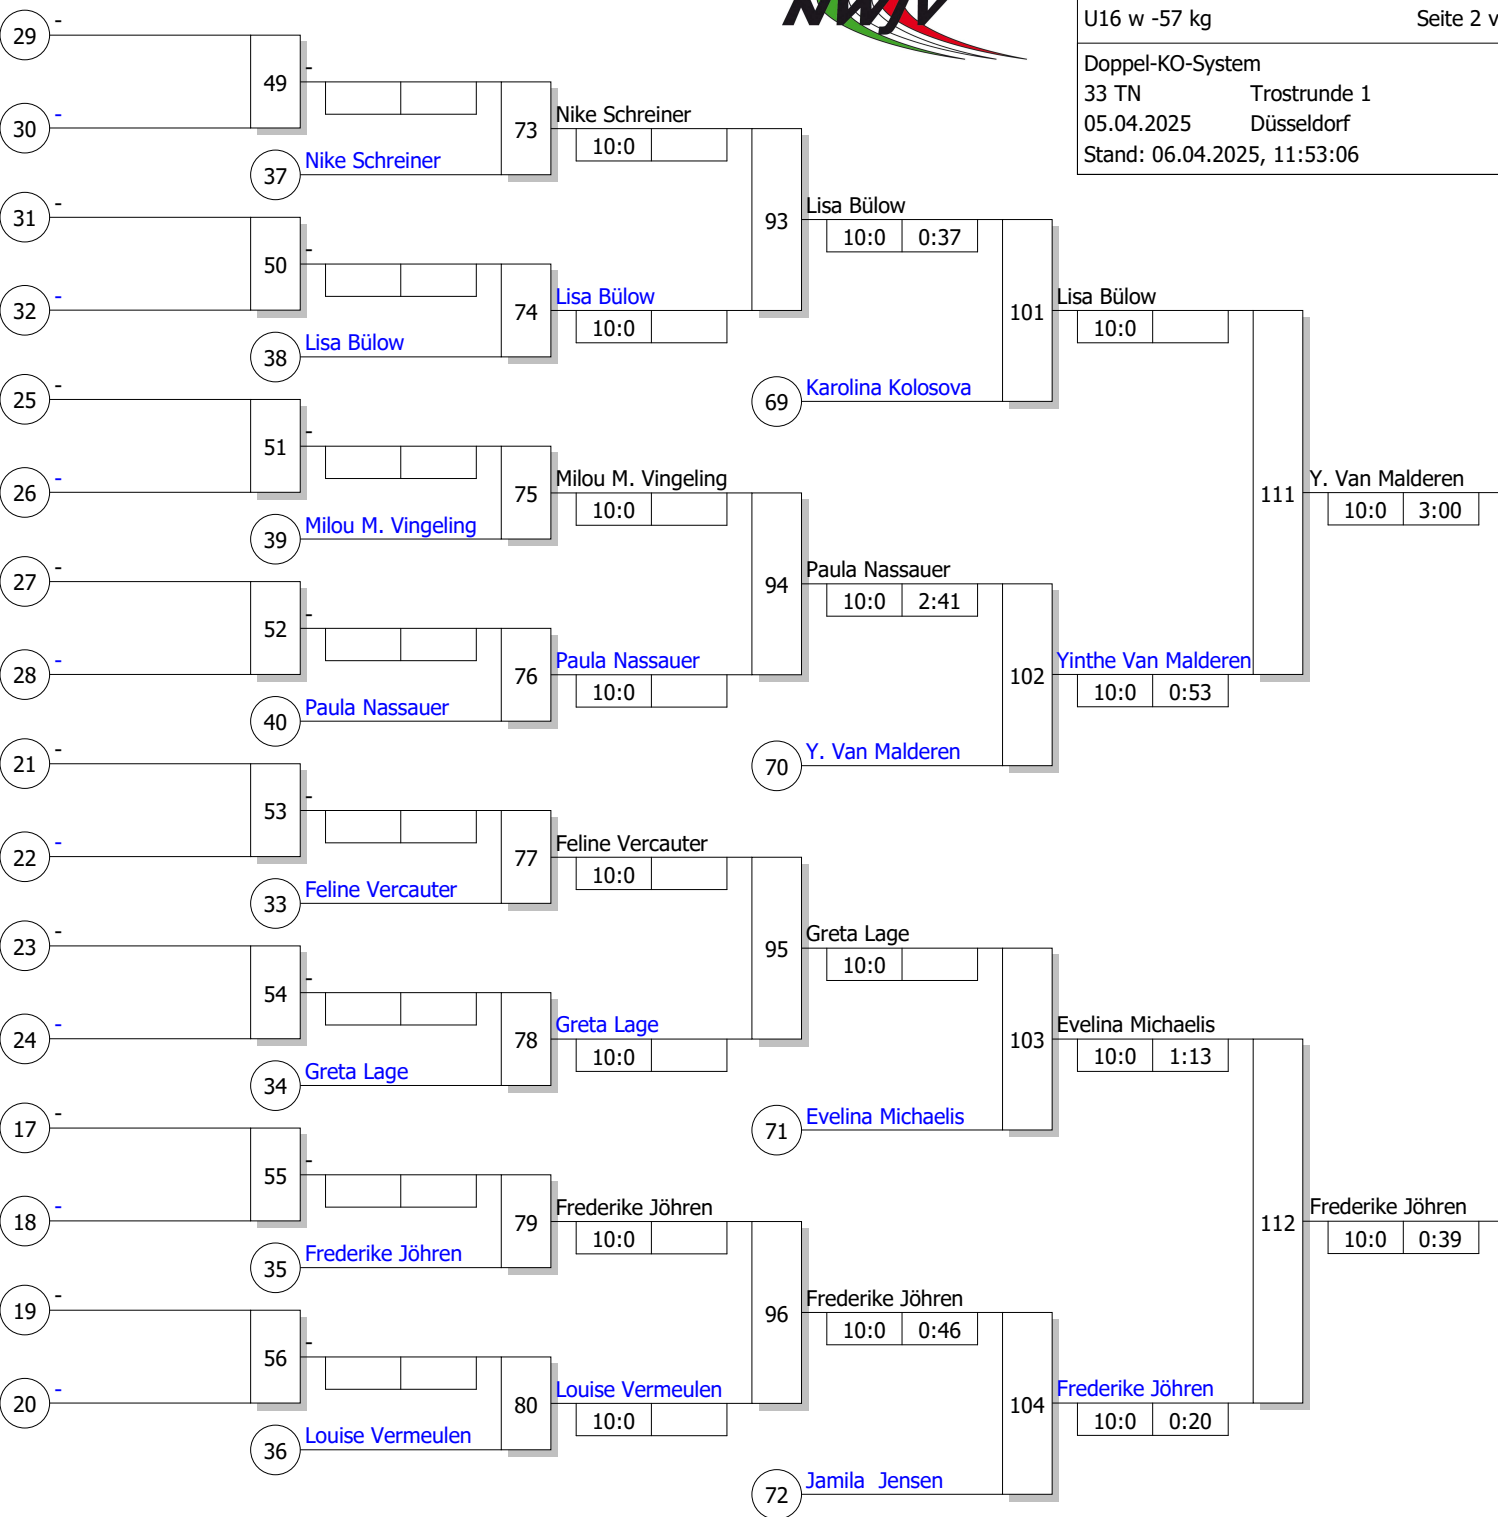 NWJV
U16 w -57 kg Seite 2 v
Doppel-KO-System
33 TN Trostrunde 1
05.04.2025 Düsseldorf
Stand: 06.04.2025, 11:53:06
29 -
49 -
30 -
73 Nike Schreiner
10:0
37 Nike Schreiner
31 -
93 Lisa Bülow
10:0 0:37
50 -
32 -
74 Lisa Bülow
10:0
38 Lisa Bülow
101 Lisa Bülow
10:0
25 -
69 Karolina Kolosova
51 -
26 -
75 Milou M. Vingeling
10:0
39 Milou M. Vingeling
111 Y. Van Malderen
10:0 3:00
27 -
94 Paula Nassauer
10:0 2:41
52 -
28 -
76 Paula Nassauer
10:0
40 Paula Nassauer
102 Yinthe Van Malderen
10:0 0:53
21 -
70 Y. Van Malderen
53 -
22 -
77 Feline Vercauter
10:0
33 Feline Vercauter
23 -
95 Greta Lage
10:0
54 -
24 -
78 Greta Lage
10:0
34 Greta Lage
103 Evelina Michaelis
10:0 1:13
17 -
71 Evelina Michaelis
55 -
18 -
79 Frederike Jöhren
10:0
35 Frederike Jöhren
112 Frederike Jöhren
10:0 0:39
19 -
96 Frederike Jöhren
10:0 0:46
56 -
20 -
80 Louise Vermeulen
10:0
36 Louise Vermeulen
104 Frederike Jöhren
10:0 0:20
72 Jamila Jensen